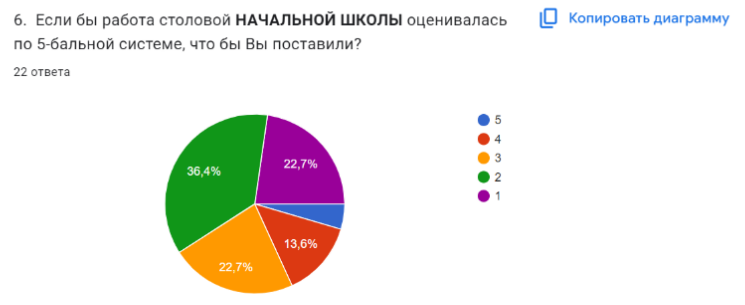 6. Если бы работа столовой НАЧАЛЬНОЙ ШКОЛЫ оценивалась
по 5-бальной системе, что бы Вы поставили?
Копировать диаграмму
22 ответа
36,4%
22,7%
13,6%
22,7%
5
4
3
2
1